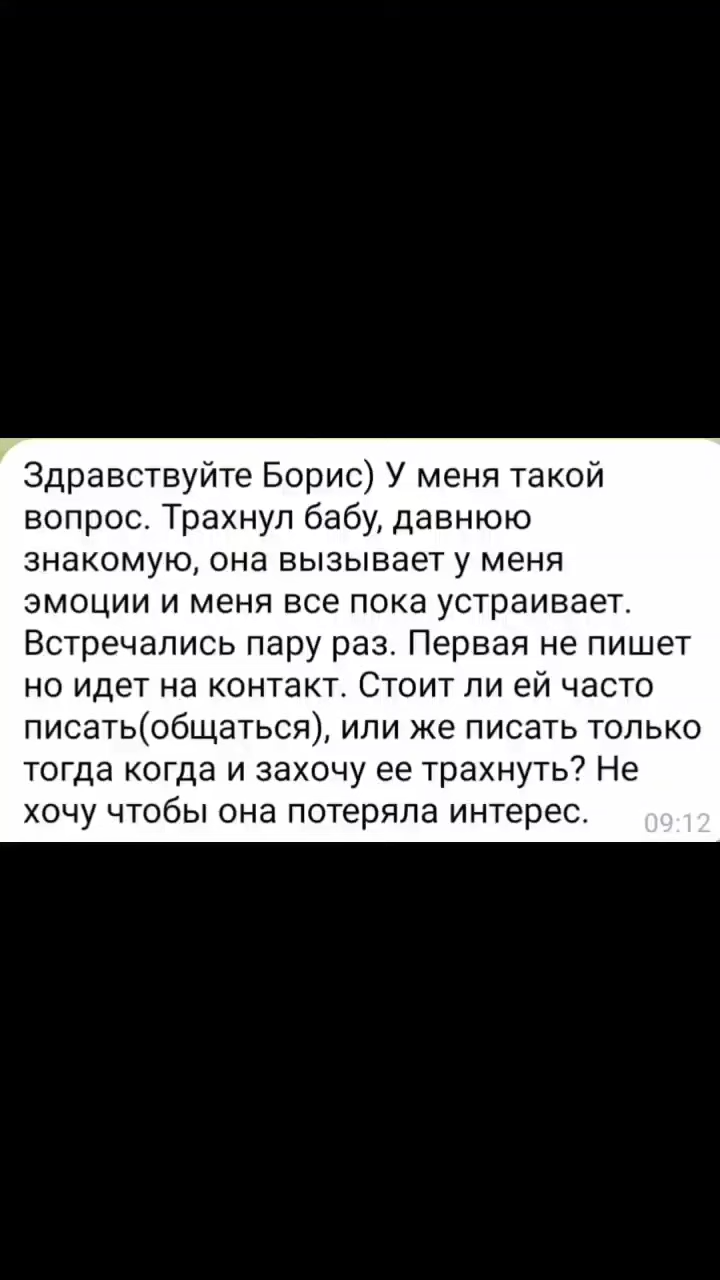 Здравствуйте Борис) У меня такой
вопрос. Трахнул бабу, давнюю
знакомую, она вызывает у меня
эмоции и меня все пока устраивает.
Встречались пару раз. Первая не пишет
но идет на контакт. Стоит ли ей часто
писать(общаться), или же писать только
тогда когда и захочу ее трахнуть? Не
хочу чтобы она потеряла интерес.
09:12